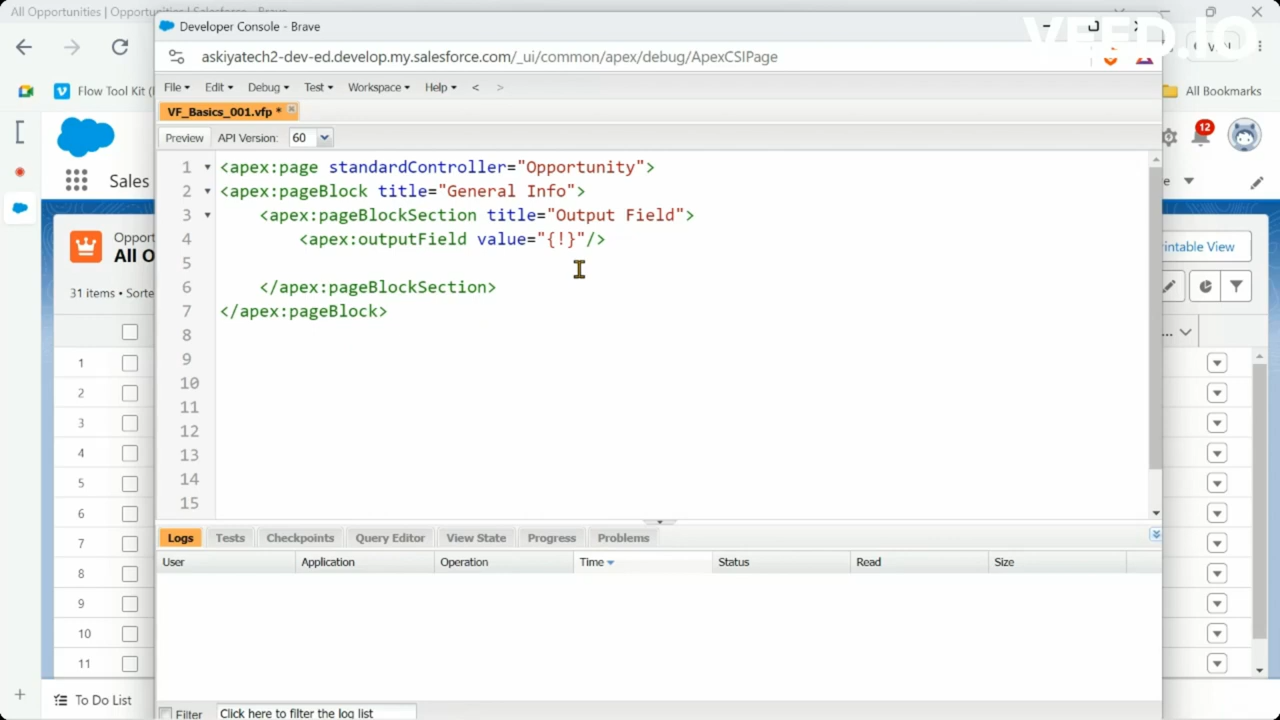 All Opportunities | Opportunities | Salesforce - Brave
Developer Console - Brave
VEED.IO
askiyatech2-dev-ed.develop.my.salesforce.com/_ui/common/apex/debug/ApexCSIPage
Flow Tool Kit (
All Bookmarks
File Edit Debug Test Workspace Help < >
VF_Basics_001.vfp *
Preview API Version: 60
12
Sales
1 <apex:page standardController="Opportunity">
2 <apex:pageBlock title="General Info">
3 <apex:pageBlockSection title="Output Field">
4 <apex:outputField value="{!}"/>
5
6 </apex:pageBlockSection>
7 </apex:pageBlock>
8
9
10
11
12
13
14
15
Opport
All O
31 items • Sorte
intable View
1
2
3
4
5
6
7
8
9
10
11
Logs Tests Checkpoints Query Editor View State Progress Problems
User Application Operation Time Status Read Size
Filter Click here to filter the log list
To Do List